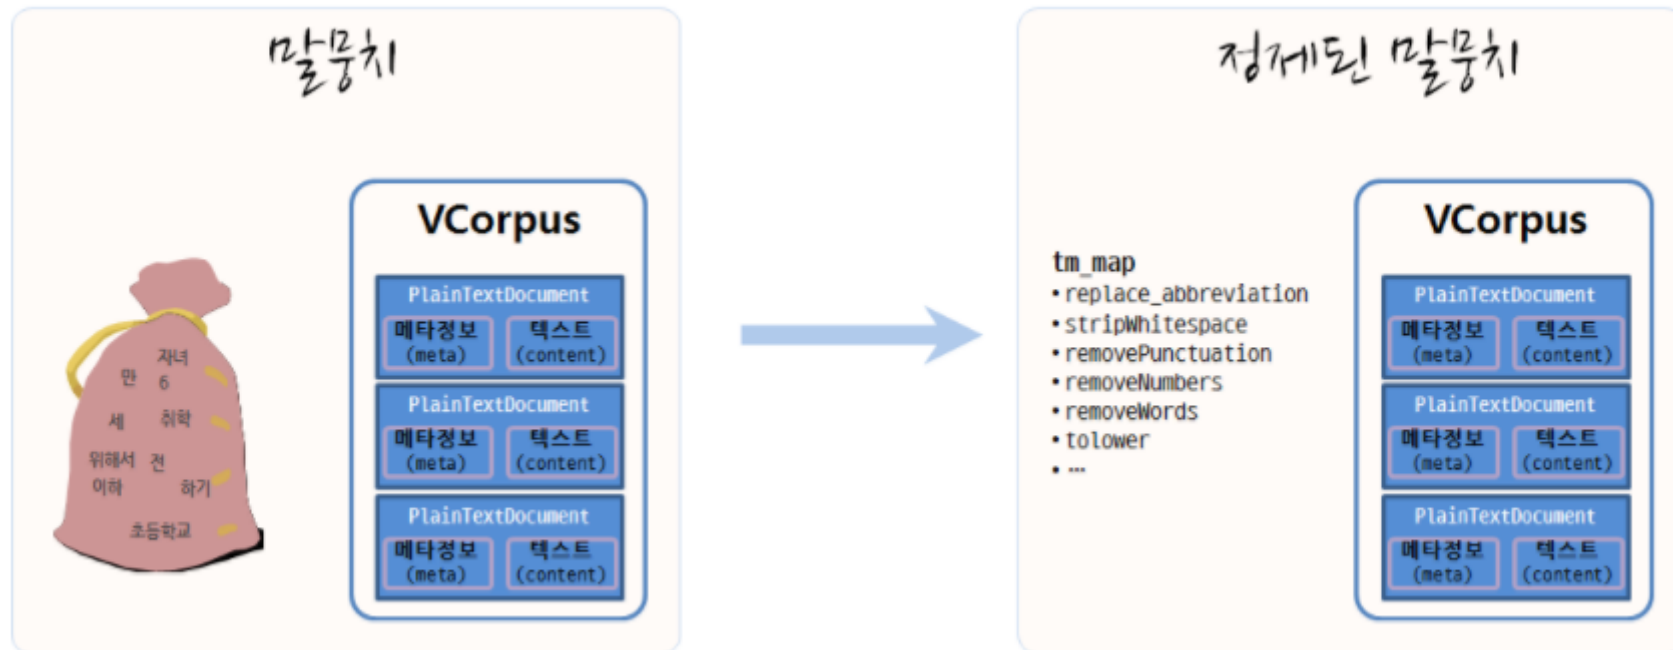 말뭉치
VCorpus
PlainTextDocument
메타정보 텍스트
(meta) (content)
PlainTextDocument
메타정보 텍스트
(meta) (content)
PlainTextDocument
메타정보 텍스트
(meta) (content)
자녀
만 6
세 취학
위해서 전
이하 하기
초등학교
정제된 말뭉치
tm_map
• replace_abbreviation
• stripWhitespace
• removePunctuation
• removeNumbers
• removeWords
• tolower
• …
VCorpus
PlainTextDocument
메타정보 텍스트
(meta) (content)
PlainTextDocument
메타정보 텍스트
(meta) (content)
PlainTextDocument
메타정보 텍스트
(meta) (content)